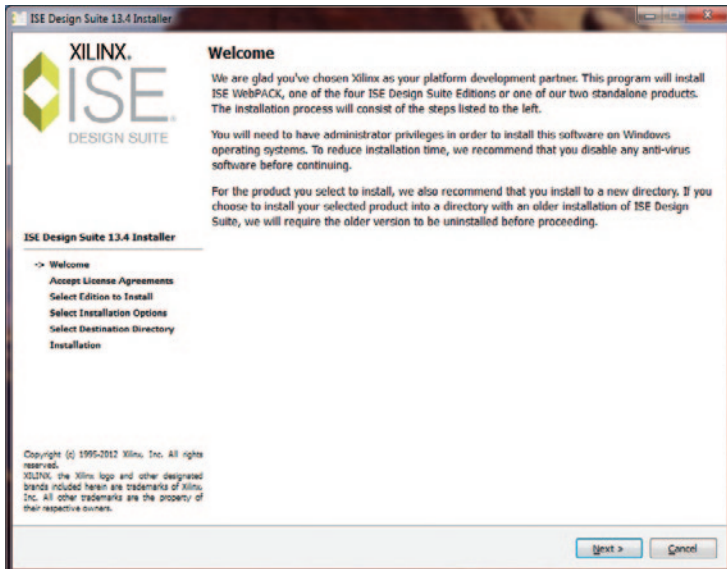 ISE Design Suite 13.4 Installer
XILINX®
ISE®
DESIGN SUITE
Welcome
We are glad you've chosen Xilinx as your platform development partner. This program will install
ISE WebPACK, one of the four ISE Design Suite Editions or one of our two standalone products.
The installation process will consist of the steps listed to the left.
You will need to have administrator privileges in order to install this software on Windows
operating systems. To reduce installation time, we recommend that you disable any anti-virus
software before continuing.
For the product you select to install, we also recommend that you install to a new directory. If you
choose to install your selected product into a directory with an older installation of ISE Design
Suite, we will require the older version to be uninstalled before proceeding.
ISE Design Suite 13.4 Installer
-> Welcome
Accept License Agreements
Select Edition to Install
Select Installation Options
Select Destination Directory
Installation
Copyright (c) 1995-2012 Xilinx, Inc. All rights
reserved.
XILINX, the Xilinx logo and other designated
brands included herein are trademarks of Xilinx,
Inc. All other trademarks are the property of
their respective owners.
Next >
Cancel